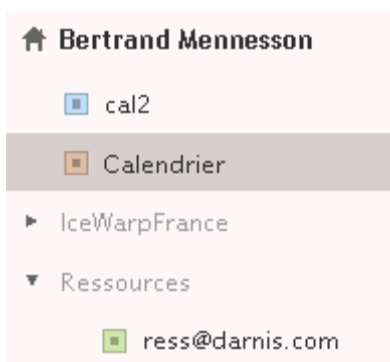 Bertrand Mennesson
cal2
Calendrier
IceWarpFrance
Ressources
ress@darnis.com